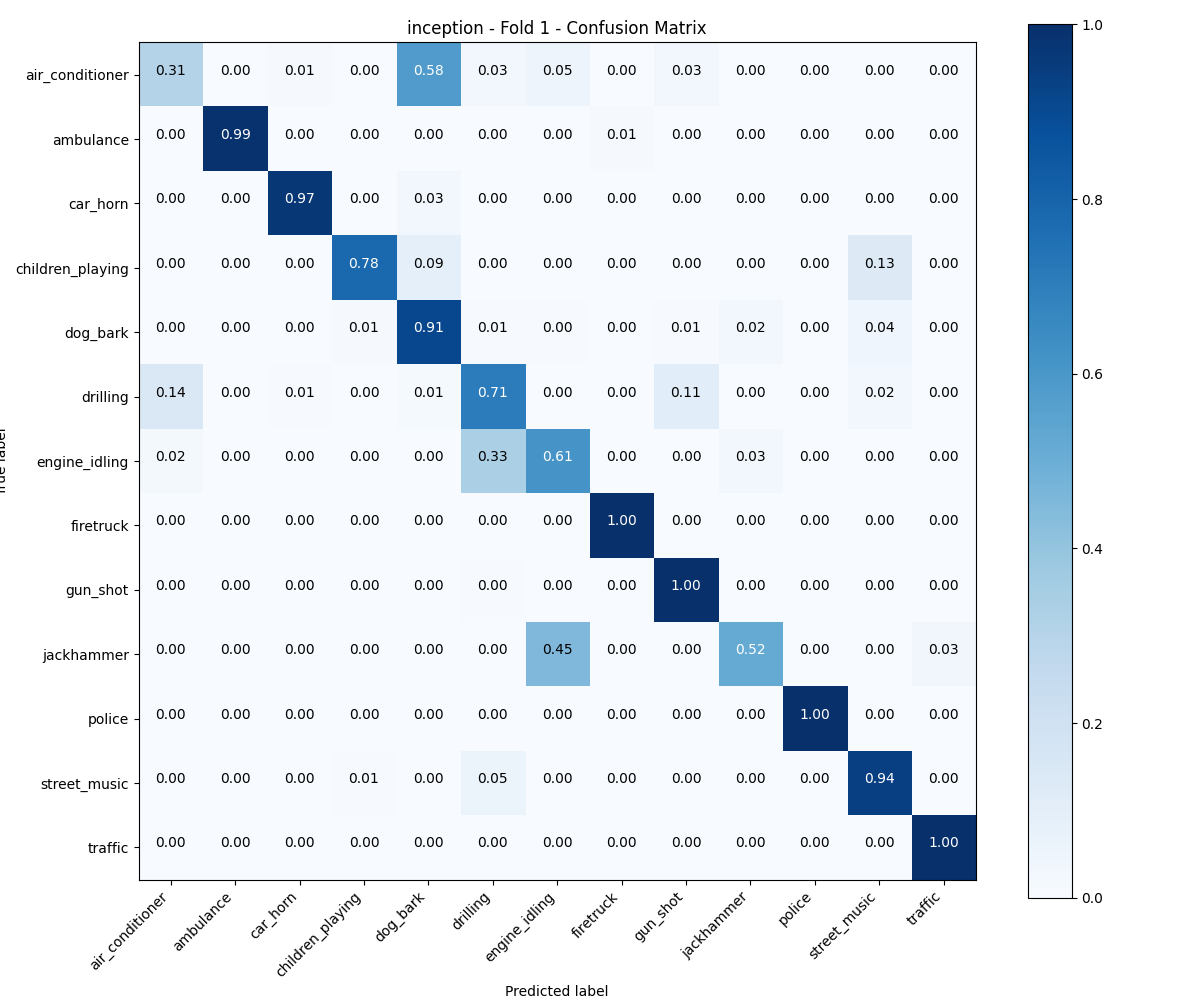 inception - Fold 1 - Confusion Matrix
air_conditioner 0.31 0.00 0.01 0.00 0.58 0.03 0.05 0.00 0.03 0.00 0.00 0.00 0.00
ambulance 0.00 0.99 0.00 0.00 0.00 0.00 0.00 0.01 0.00 0.00 0.00 0.00 0.00
car_horn 0.00 0.00 0.97 0.00 0.03 0.00 0.00 0.00 0.00 0.00 0.00 0.00 0.00
children_playing 0.00 0.00 0.00 0.78 0.09 0.00 0.00 0.00 0.00 0.00 0.00 0.13 0.00
dog_bark 0.00 0.00 0.00 0.01 0.91 0.01 0.00 0.00 0.01 0.02 0.00 0.04 0.00
drilling 0.14 0.00 0.01 0.01 0.01 0.71 0.00 0.00 0.11 0.00 0.00 0.02 0.00
engine_idling 0.02 0.00 0.00 0.00 0.00 0.33 0.61 0.00 0.00 0.03 0.00 0.00 0.00
firetruck 0.00 0.00 0.00 0.00 0.00 0.00 0.00 1.00 0.00 0.00 0.00 0.00 0.00
gun_shot 0.00 0.00 0.00 0.00 0.00 0.00 0.00 0.00 1.00 0.00 0.00 0.00 0.00
jackhammer 0.00 0.00 0.00 0.00 0.00 0.00 0.45 0.00 0.00 0.52 0.00 0.00 0.03
police 0.00 0.00 0.00 0.00 0.00 0.00 0.00 0.00 0.00 0.00 1.00 0.00 0.00
street_music 0.00 0.00 0.00 0.01 0.00 0.05 0.00 0.00 0.00 0.00 0.00 0.94 0.00
traffic 0.00 0.00 0.00 0.00 0.00 0.00 0.00 0.00 0.00 0.00 0.00 0.00 1.00
air_conditioner ambulance car_horn children_playing dog_bark drilling engine_idling firetruck gun_shot jackhammer police street_music traffic
Predicted label
label
1.0
0.8
0.6
0.4
0.2
0.0